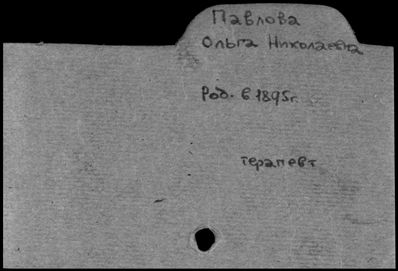 Павлова
Ольга Николаевна
Род. в 1895г.
терапевт